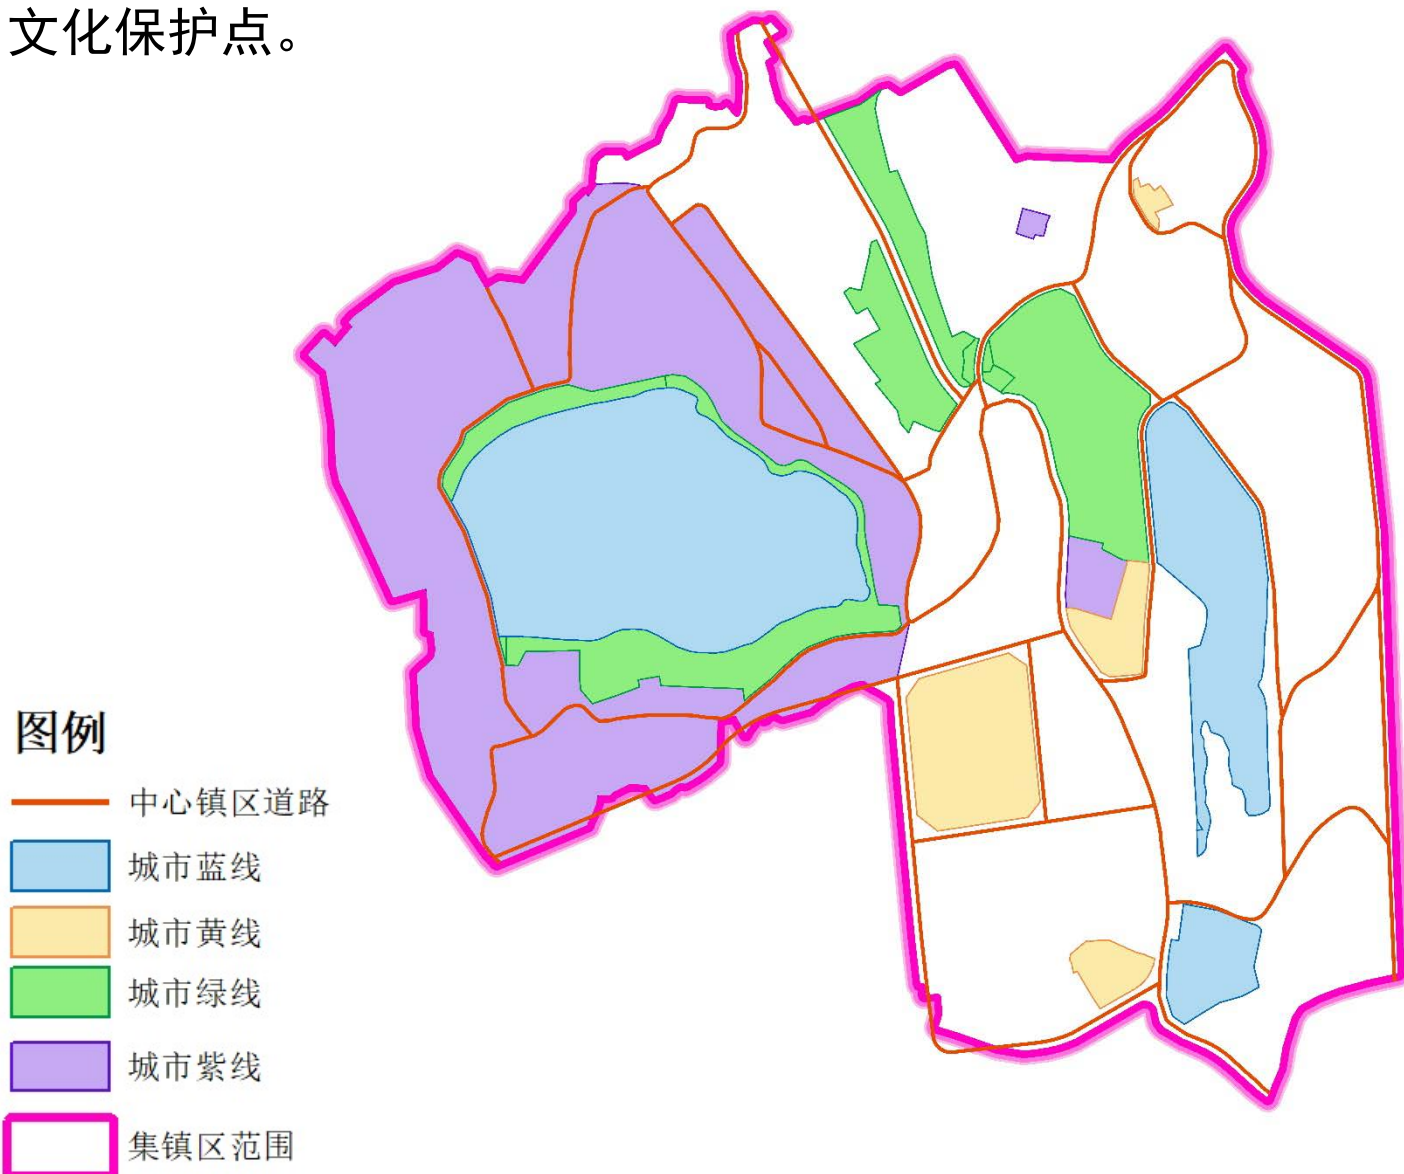 文化保护点。
图例
中心镇区道路
城市蓝线
城市黄线
城市绿线
城市紫线
集镇区范围